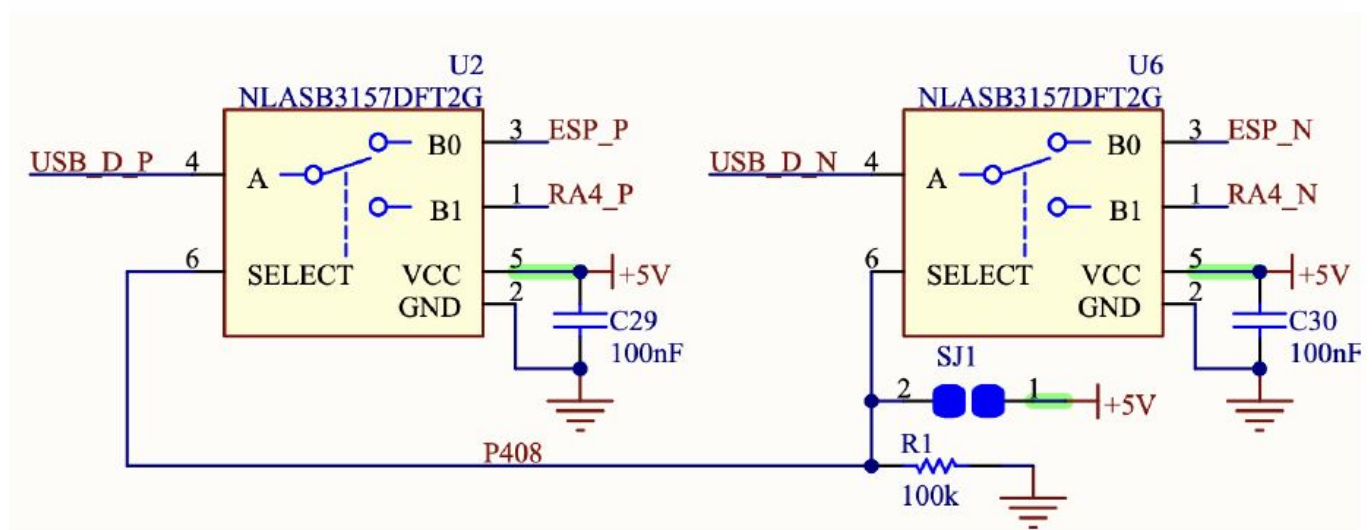 U2
NLASB3157DFT2G
USB_D_P 4
A
B0
3 ESP_P
B1
1 RA4_P
6
SELECT
VCC
5
+5V
GND
2
C29
100nF
U6
NLASB3157DFT2G
USB_D_N 4
A
B0
3 ESP_N
B1
1 RA4_N
6
SELECT
VCC
5
+5V
GND
2
C30
100nF
SJ1
2
1
+5V
P408
R1
100k